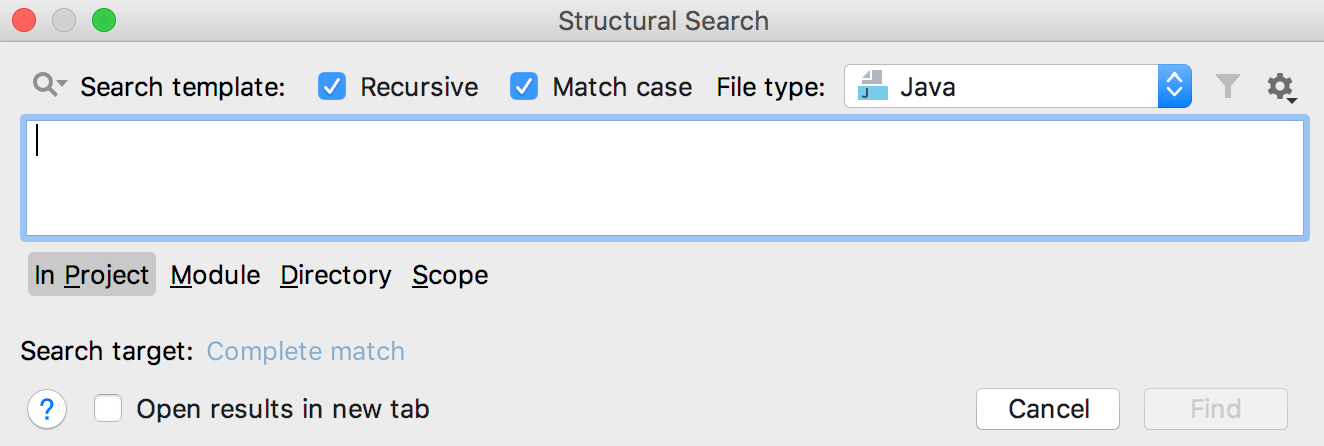 Structural Search
Search template: Recursive Match case File type: J Java
In Project Module Directory Scope
Search target: Complete match
? Open results in new tab Cancel Find